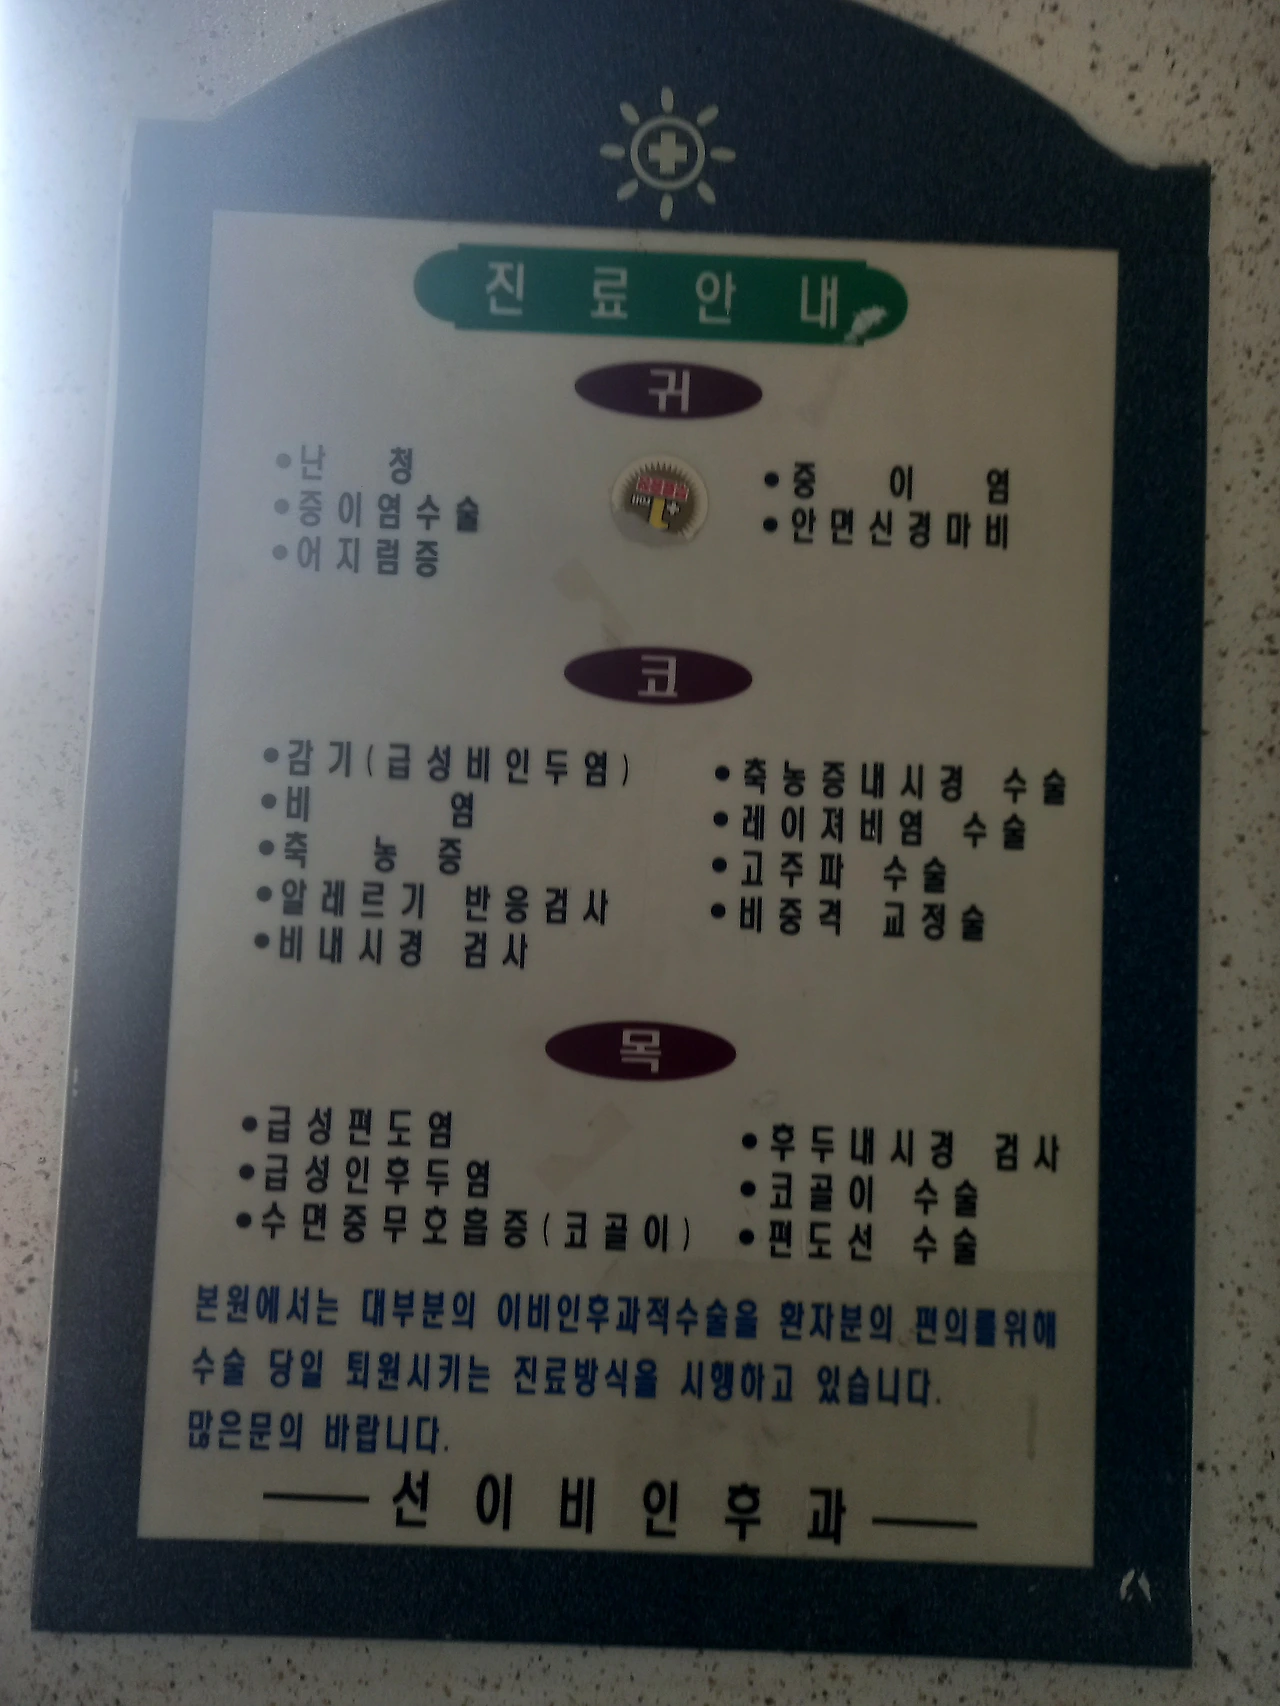 진료안내
귀
•난 청
•중이염수술
•어지럼증
•중 이 염
•안면신경마비
코
•감기(급성비인두염)
•비 염
•축 농 증
•알레르기 반응검사
•비내시경 검사
•축농증내시경 수술
•레이져비염 수술
•고주파 수술
•비중격 교정술
목
•급성편도염
•급성인후두염
•수면중무호흡증(코골이)
•후두내시경 검사
•코골이 수술
•편도선 수술
본원에서는 대부분의 이비인후과적수술을 환자분의 편의를위해
수술 당일 퇴원시키는 진료방식을 시행하고 있습니다.
많은문의 바랍니다.
선이비인후과